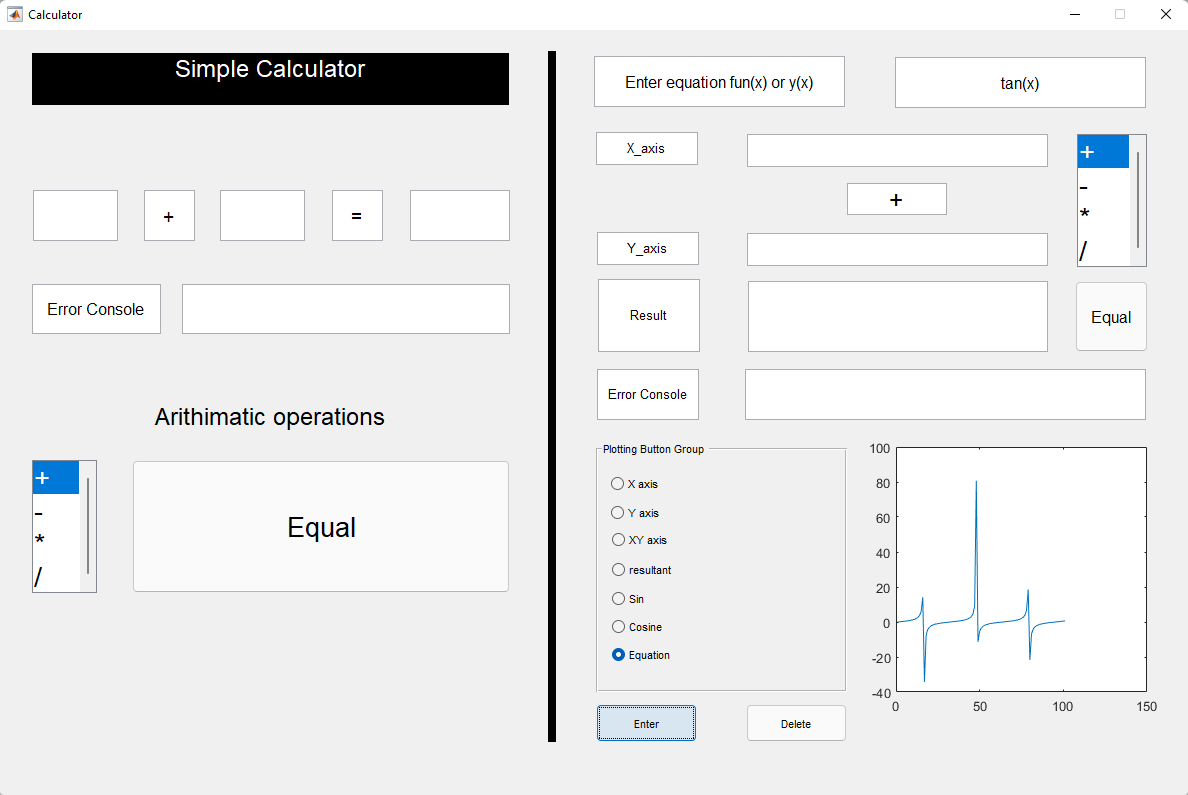 Calculator
Simple Calculator
+
=
Error Console
Arithimatic operations
+
-
*
/
Equal
Enter equation fun(x) or y(x)
tan(x)
X_axis
+
Y_axis
+
-
*
/
Result
Equal
Error Console
Plotting Button Group
X axis
Y axis
XY axis
resultant
Sin
Cosine
Equation
Enter
Delete
100
80
60
40
20
0
-20
-40
0 50 100 150